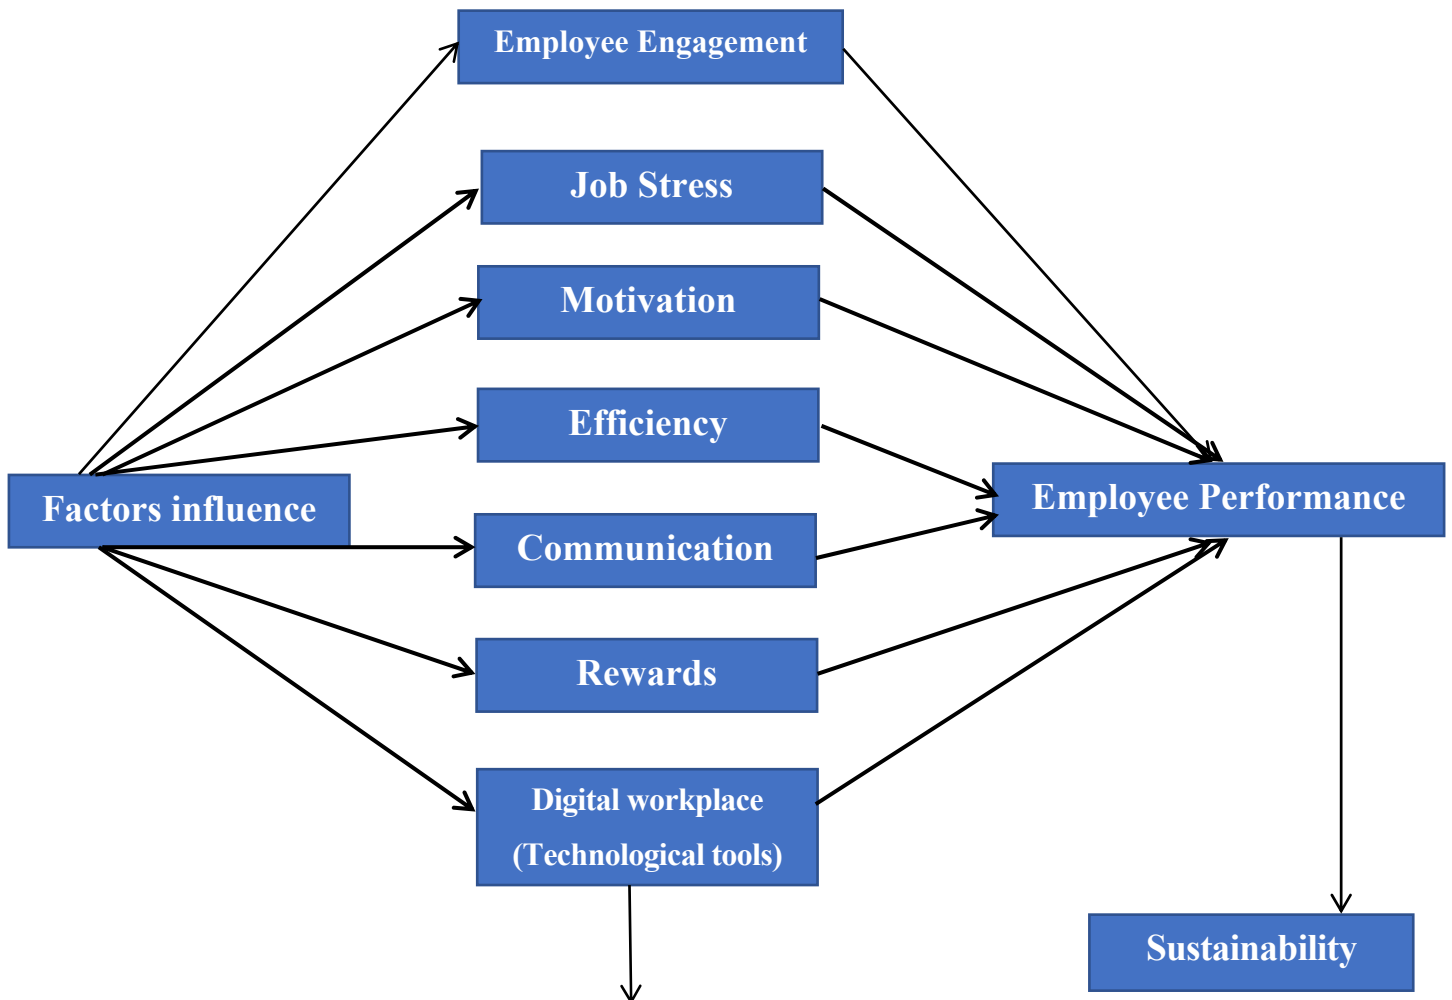 Employee Engagement
Job Stress
Motivation
Efficiency
Factors influence
Employee Performance
Communication
Rewards
Digital workplace
(Technological tools)
Sustainability